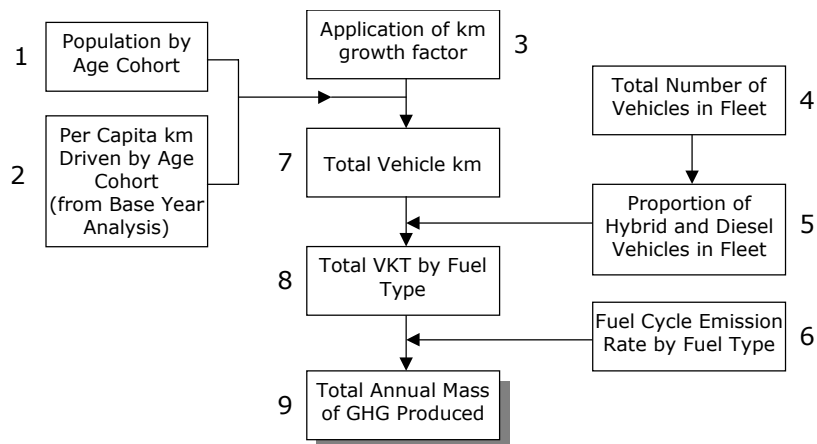 1
Population by
Age Cohort
Application of km
growth factor
3
2
Per Capita km
Driven by Age
Cohort
(from Base Year
Analysis)
Total Number of
Vehicles in Fleet
4
7
Total Vehicle km
Proportion of
Hybrid and Diesel
Vehicles in Fleet
5
8
Total VKT by Fuel
Type
Fuel Cycle Emission
Rate by Fuel Type
6
9
Total Annual Mass
of GHG Produced